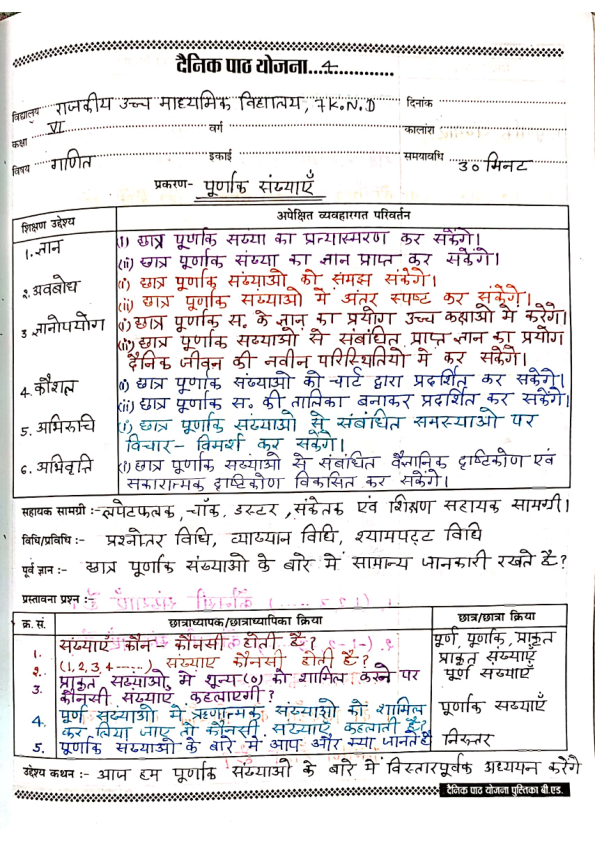 दैनिक पाठ योजना...4............
विद्यालय राजकीय उच्च माध्यमिक विद्यालय, 7K.N.D दिनांक
कक्षा VI वर्ग कालांश
विषय गणित इकाई समयावधि 30 मिनट
प्रकरण- पूर्णांक संख्याएँ
शिक्षण उद्देश्य अपेक्षित व्यवहारगत परिवर्तन
1. ज्ञान (i) छात्र पूर्णांक संख्या का प्रत्यास्मरण कर सकेंगे।
(ii) छात्र पूर्णांक संख्या का ज्ञान प्राप्त कर सकेंगे।
2. अवबोध (i) छात्र पूर्णांक संख्याओं को समझ सकेंगे।
(ii) छात्र पूर्णांक संख्याओं में अंतर स्पष्ट कर सकेंगे।
3 ज्ञानोपयोग (i) छात्र पूर्णांक स. के ज्ञान का प्रयोग उच्च कक्षाओं में करेंगे।
(ii) छात्र पूर्णांक संख्याओं से संबंधित प्राप्त ज्ञान का प्रयोग
दैनिक जीवन की नवीन परिस्थितियों में कर सकेंगे।
4. कौशल (i) छात्र पूर्णांक संख्याओं को चार्ट द्वारा प्रदर्शित कर सकेंगे।
(ii) छात्र पूर्णांक स. की तालिका बनाकर प्रदर्शित कर सकेंगे।
5. अभिरुचि (i) छात्र पूर्णांक संख्याओं से संबंधित समस्याओं पर
विचार- विमर्श कर सकेंगे।
6. अभिवृति (i) छात्र पूर्णांक संख्याओं से संबंधित वैज्ञानिक दृष्टिकोण एवं
सकारात्मक दृष्टिकोण विकसित कर सकेंगे।
सहायक सामग्री :- लपेटफलक, चॉक, डस्टर, संकेतक एवं शिक्षण सहायक सामग्री।
विधि/प्रविधि :- प्रश्नोतर विधि, व्याख्यान विधि, श्यामपट्ट विधि
पूर्व ज्ञान :- छात्र पूर्णांक संख्याओं के बारे में सामान्य जानकारी रखते है?
प्रस्तावना प्रश्न :-
क्र. सं. छात्राध्यापक/छात्राध्यापिका क्रिया छात्र/छात्रा क्रिया
1. संख्याएँ कौन - कौनसी होती है? पूर्ण, पूर्णांक, प्राकृत
2. (1, 2, 3, 4 -----) संख्याएं कौनसी होती है? प्राकृत संख्याएँ
3. प्राकृत संख्याओं में शून्य (0) को शामिल करने पर पूर्ण संख्याएँ
कौनसी संख्याएं कहलाएगी?
4. पूर्ण संख्याओं में ऋणात्मक संख्याओं को शामिल पूर्णांक संख्याएँ
कर लिया जाए तो कौनसी संख्याएं कहलाती है?
5. पूर्णांक संख्याओं के बारे में आप और क्या जानते है निरुत्तर
उद्देश्य कथन :- आज हम पूर्णांक संख्याओं के बारे में विस्तारपूर्वक अध्ययन करेंगे
दैनिक पाठ योजना पुस्तिका बी.एड.